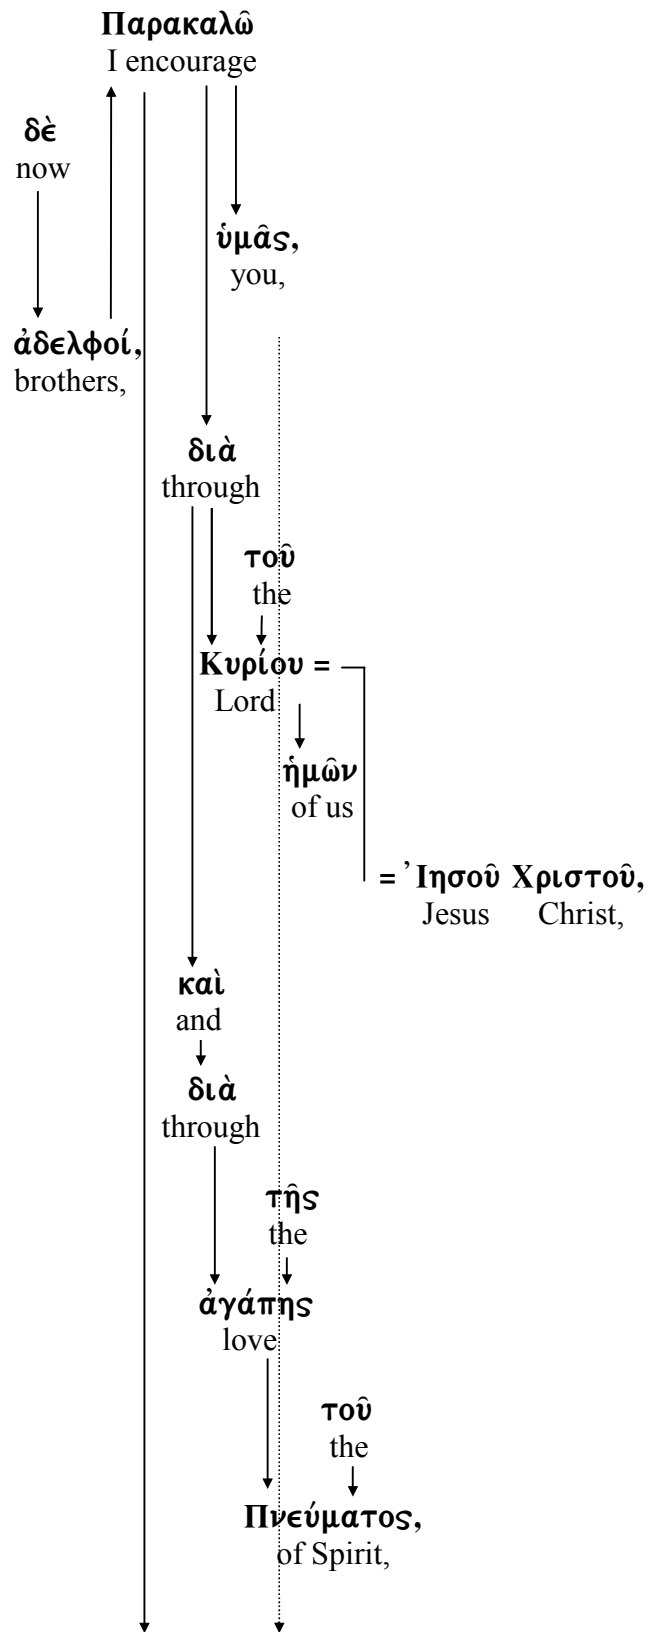 Παρακαλῶ
I encourage
δὲ
now
ὑμᾶς,
you,
ἀδελφοί,
brothers,
διὰ
through
τοῦ
the
Κυρίου =
Lord
ἡμῶν
of us
= Ἰησοῦ Χριστοῦ,
Jesus Christ,
καὶ
and
διὰ
through
τῆς
the
ἀγάπης
love
τοῦ
the
Πνεύματος,
of Spirit,